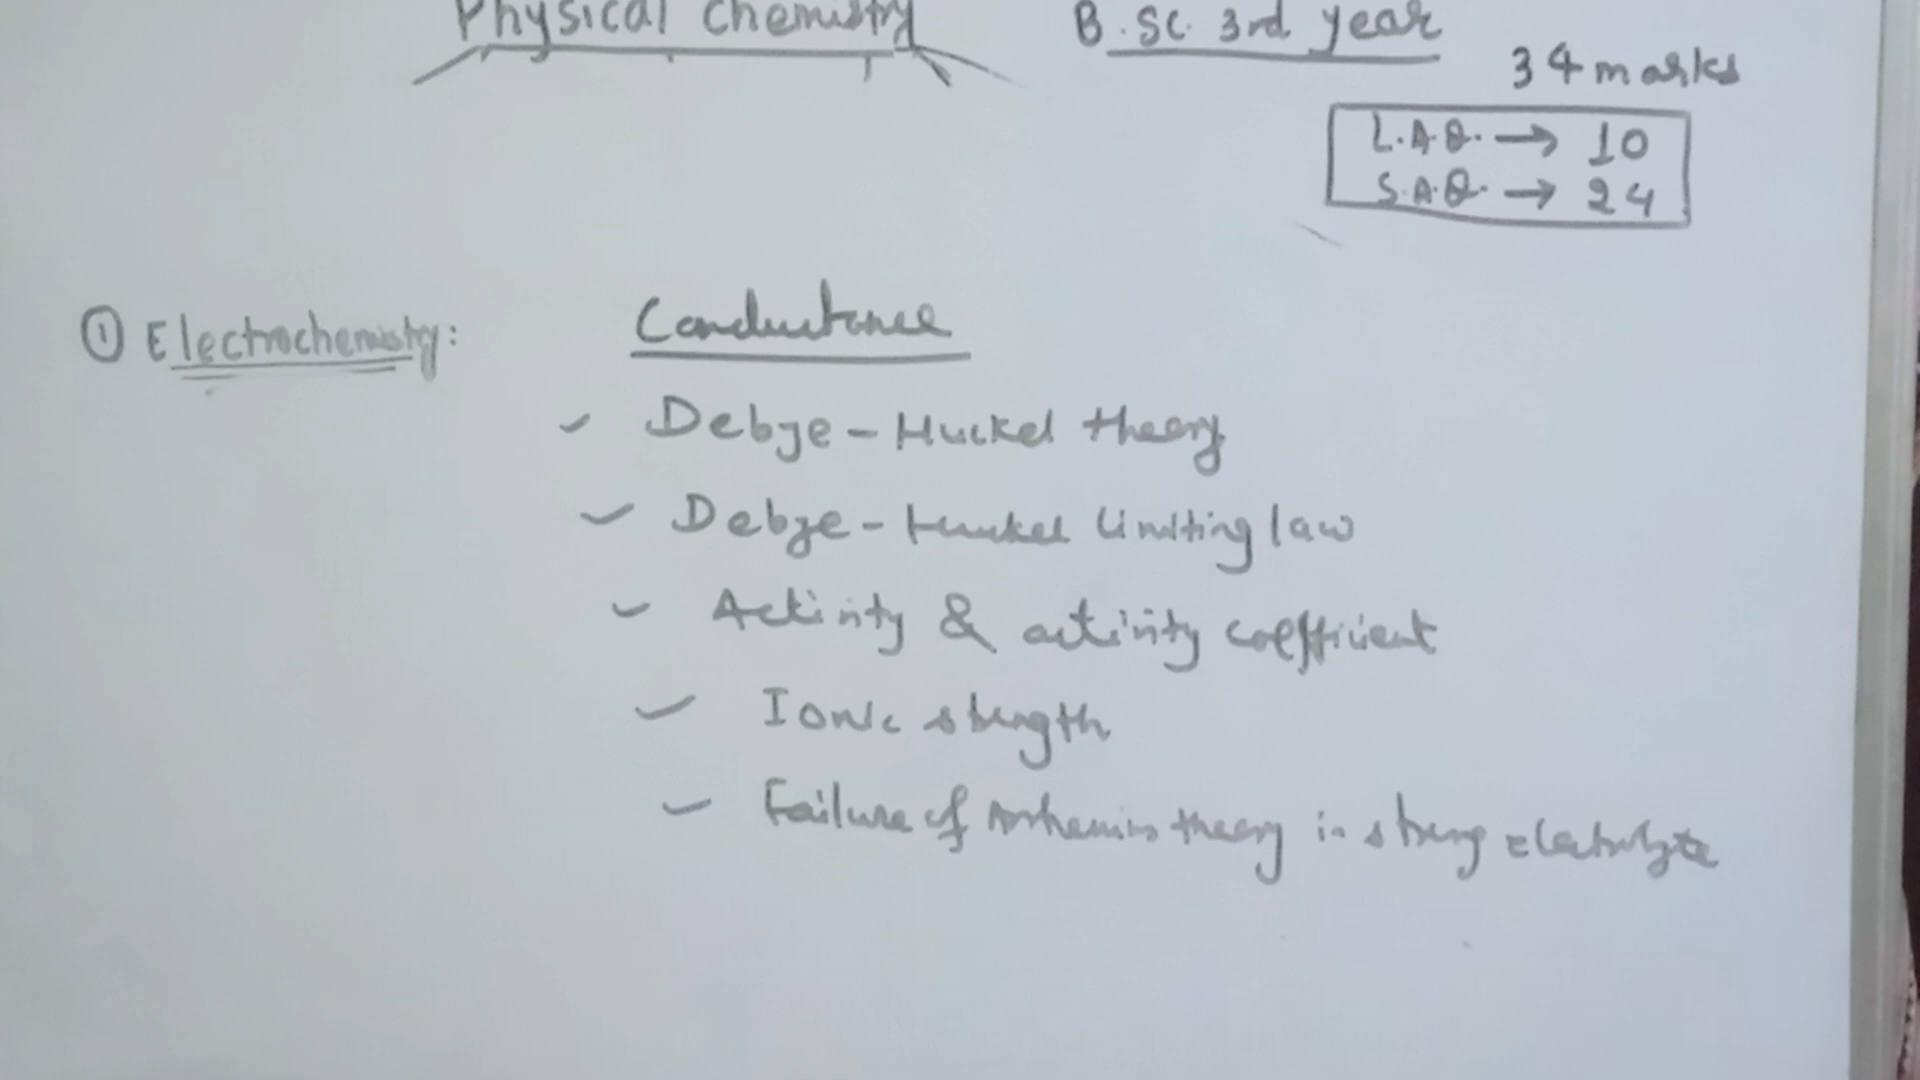 Physical Chemistry
B.Sc. 3rd year
34 marks
L.A.Q. → 10
S.A.Q. → 24
① Electrochemistry:
Conductance
Debye - Huckel theory
Debye - Huckel limiting law
Activity & activity coefficient
Ionic strength
Failure of Arrhenius theory in strong electrolyte